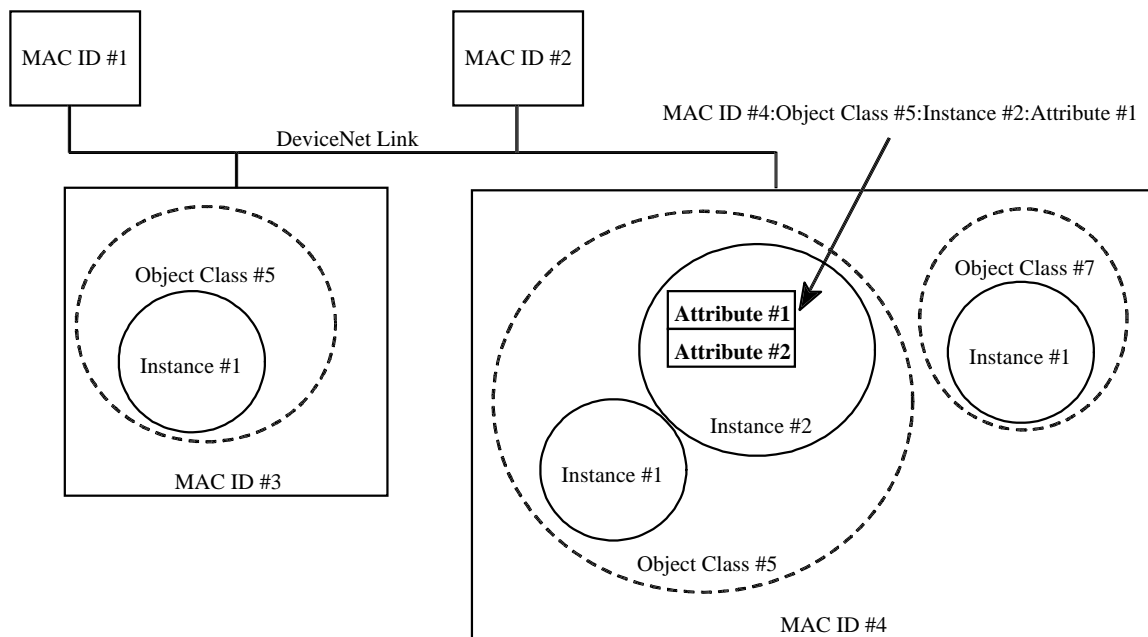 MAC ID #1
MAC ID #2
MAC ID #4:Object Class #5:Instance #2:Attribute #1
DeviceNet Link
Object Class #5
Instance #1
MAC ID #3
Attribute #1
Attribute #2
Instance #2
Instance #1
Object Class #5
Object Class #7
Instance #1
MAC ID #4